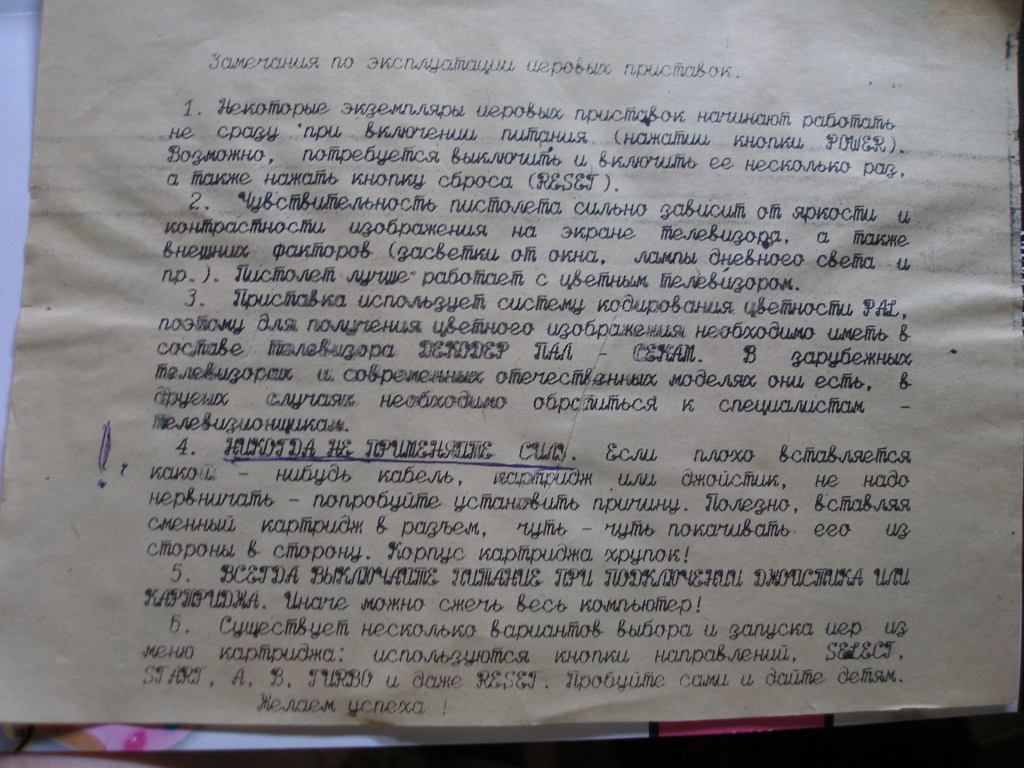 Замечания по эксплуатации игровых приставок.
1. Некоторые экземпляры игровых приставок начинают работать
не сразу при включении питания (нажатии кнопки POWER).
Возможно, потребуется выключить и включить ее несколько раз,
а также нажать кнопку сброса (RESET).
2. Чувствительность пистолета сильно зависит от яркости и
контрастности изображения на экране телевизора, а также
внешних факторов (засветки от окна, лампы дневного света и
пр.). Пистолет лучше работает с цветным телевизором.
3. Приставка использует систему кодирования цветности PAL,
поэтому для получения цветного изображения необходимо иметь в
составе телевизора ДЕКОДЕР ПАЛ - СЕКАМ. В зарубежных
телевизорах и современных отечественных моделях они есть, в
других случаях необходимо обратиться к специалистам -
телевизионщикам.
4. НИКОГДА НЕ ПРИМЕНЯЙТЕ СИЛУ. Если плохо вставляется
какой - нибудь кабель, картридж или джойстик, не надо
нервничать - попробуйте установить причину. Полезно, вставляя
сменный картридж в разъем, чуть - чуть покачивать его из
стороны в сторону. Корпус картриджа хрупок!
5. ВСЕГДА ВЫКЛЮЧАЙТЕ ПИТАНИЕ ПРИ ПОДКЛЮЧЕНИИ ДЖОЙСТИКА ИЛИ
КАРТРИДЖА. Иначе можно сжечь весь компьютер!
6. Существует несколько вариантов выбора и запуска игр из
меню картриджа: используются кнопки направлений, SELECT,
START, A, B, TURBO и даже RESET. Пробуйте сами и дайте детям.
Желаем успеха !